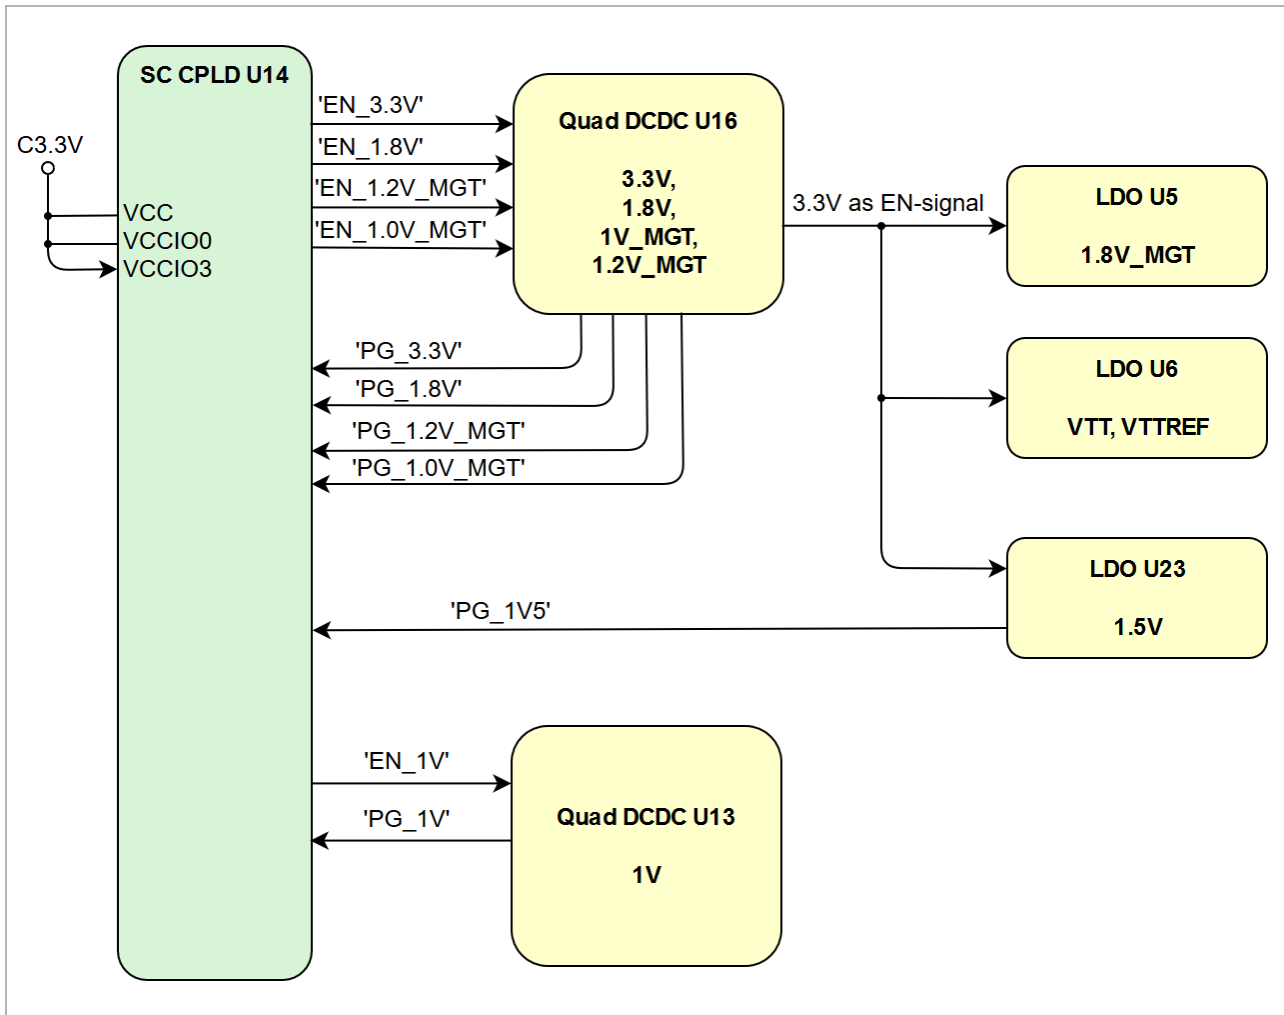 SC CPLD U14
C3.3V
VCC
VCCIO0
VCCIO3
'EN_3.3V'
'EN_1.8V'
'EN_1.2V_MGT'
'EN_1.0V_MGT'
Quad DCDC U16
3.3V,
1.8V,
1V_MGT,
1.2V_MGT
3.3V as EN-signal
LDO U5
1.8V_MGT
'PG_3.3V'
'PG_1.8V'
'PG_1.2V_MGT'
'PG_1.0V_MGT'
LDO U6
VTT, VTTREF
LDO U23
1.5V
'PG_1V5'
'EN_1V'
'PG_1V'
Quad DCDC U13
1V